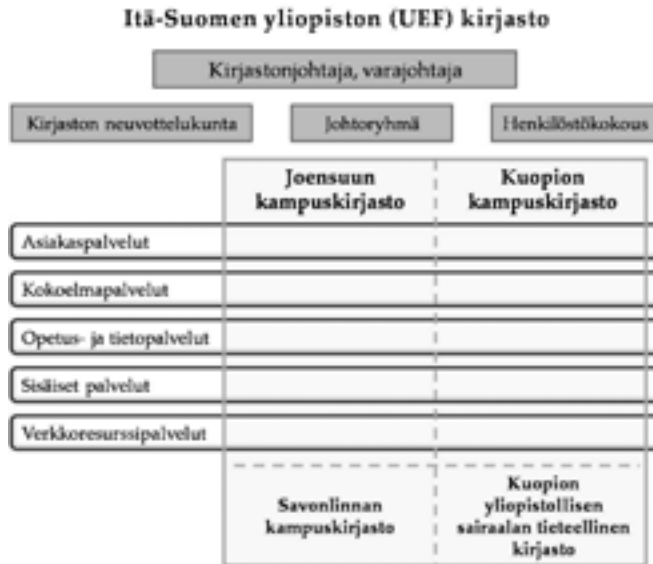 Itä-Suomen yliopiston (UEF) kirjasto
Kirjastonjohtaja, varajohtaja
Kirjaston neuvottelukunta
Johtoryhmä
Henkilöstökokous
Joensuun
kampuskirjasto
Kuopion
kampuskirjasto
Asiakaspalvelut
Kokoelmapalvelut
Opetus- ja tietopalvelut
Sisäiset palvelut
Verkkoresurssipalvelut
Savonlinnan
kampuskirjasto
Kuopion
yliopistollisen
sairaalan tieteellinen
kirjasto